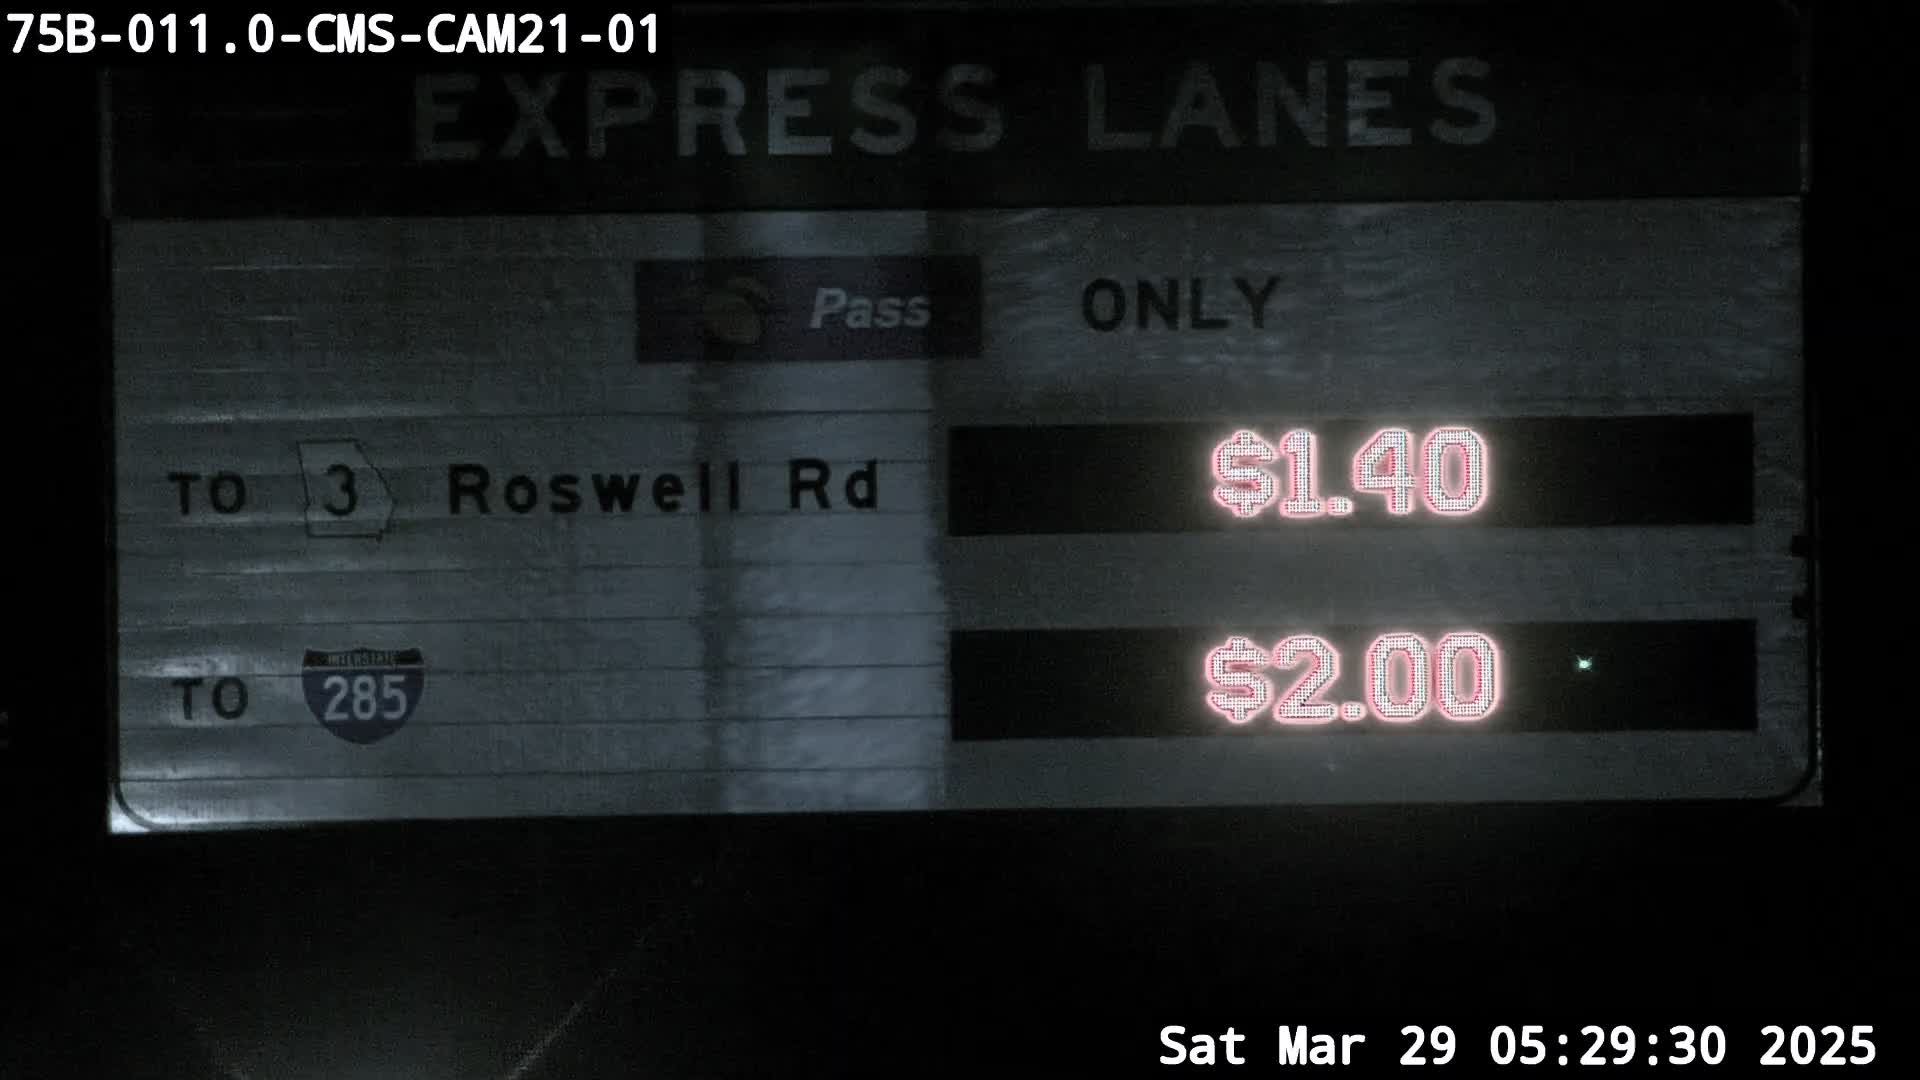 75B-011.0-CMS-CAM21-01
EXPRESS LANES
Pass ONLY
TO 3 Roswell Rd $1.40
INTERSTATE
TO 285 $2.00
Sat Mar 29 05:29:30 2025